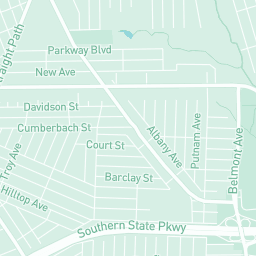 Parkway Blvd
raight Path
New Ave
Davidson St
Cumberbach St
Albany Ave
Putnam Ave
Court St
Belmont Ave
Troy Ave
Barclay St
Hilltop Ave
Southern State Pkwy